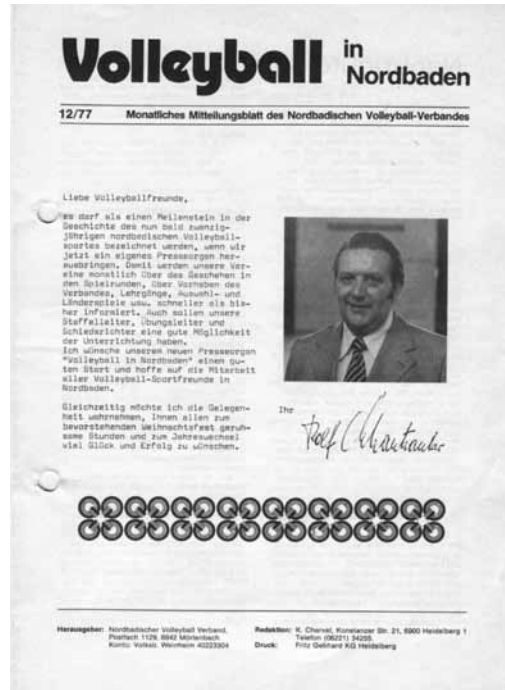 Volleyball in Nordbaden
12/77 Monatliches Mitteilungsblatt des Nordbadischen Volleyball-Verbandes
Liebe Volleyballfreunde,
es darf als einen Meilenstein in der
Geschichte des nun bald zwanzig-
jährigen nordbadischen Volleyball-
sportes bezeichnet werden, wenn wir
jetzt ein eigenes Presseorgan her-
ausbringen. Damit werden unsere Ver-
eine monatlich über das Geschehen in
den Spielrunden, über Vorhaben des
Verbandes, Lehrgänge, Auswahl- und
Länderspiele usw. schneller als bis-
her informiert. Auch sollen unsere
Staffelleiter, Übungsleiter und
Schiedsrichter eine gute Möglichkeit
der Unterrichtung haben.
Ich wünsche unserem neuen Presseorgan
"Volleyball in Nordbaden" einen gu-
ten Start und hoffe auf die Mitarbeit
aller Volleyball-Sportfreunde in
Nordbaden.
Gleichzeitig möchte ich die Gelegen-
heit wahrnehmen, Ihnen allen zum
bevorstehenden Weihnachtsfest geruh-
same Stunden und zum Jahreswechsel
viel Glück und Erfolg zu wünschen.
Ihr
Rolf
Herausgeber: Nordbadischer Volleyball Verband,
Postfach 1129, 6942 Mörlenbach
Konto: Volksb. Weinheim 40223304
Redaktion: K. Charvat, Konstanzer Str. 21, 6900 Heidelberg 1
Telefon (06221) 34255
Druck: Fritz Gebhard KG Heidelberg